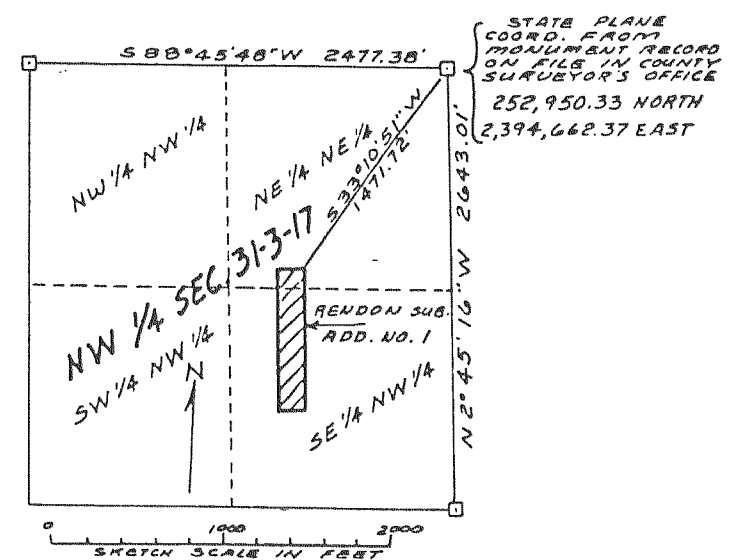 STATE PLANE
COORD. FROM
MONUMENT RECORD
ON FILE IN COUNTY
SURVEYOR'S OFFICE
252,950.33 NORTH
2,394,662.37 EAST
S 88°45'48"W 2477.38'
NW 1/4 NW 1/4
NE 1/4 NE 1/4
S 33°10'51"W
1471.72'
N 2°45'16"W 2643.01'
NW 1/4 SEC. 31-3-17
RENDON SUB.
ADD. NO. 1
SW 1/4 NW 1/4
N
SE 1/4 NW 1/4
0 1000 2000
SKETCH SCALE IN FEET